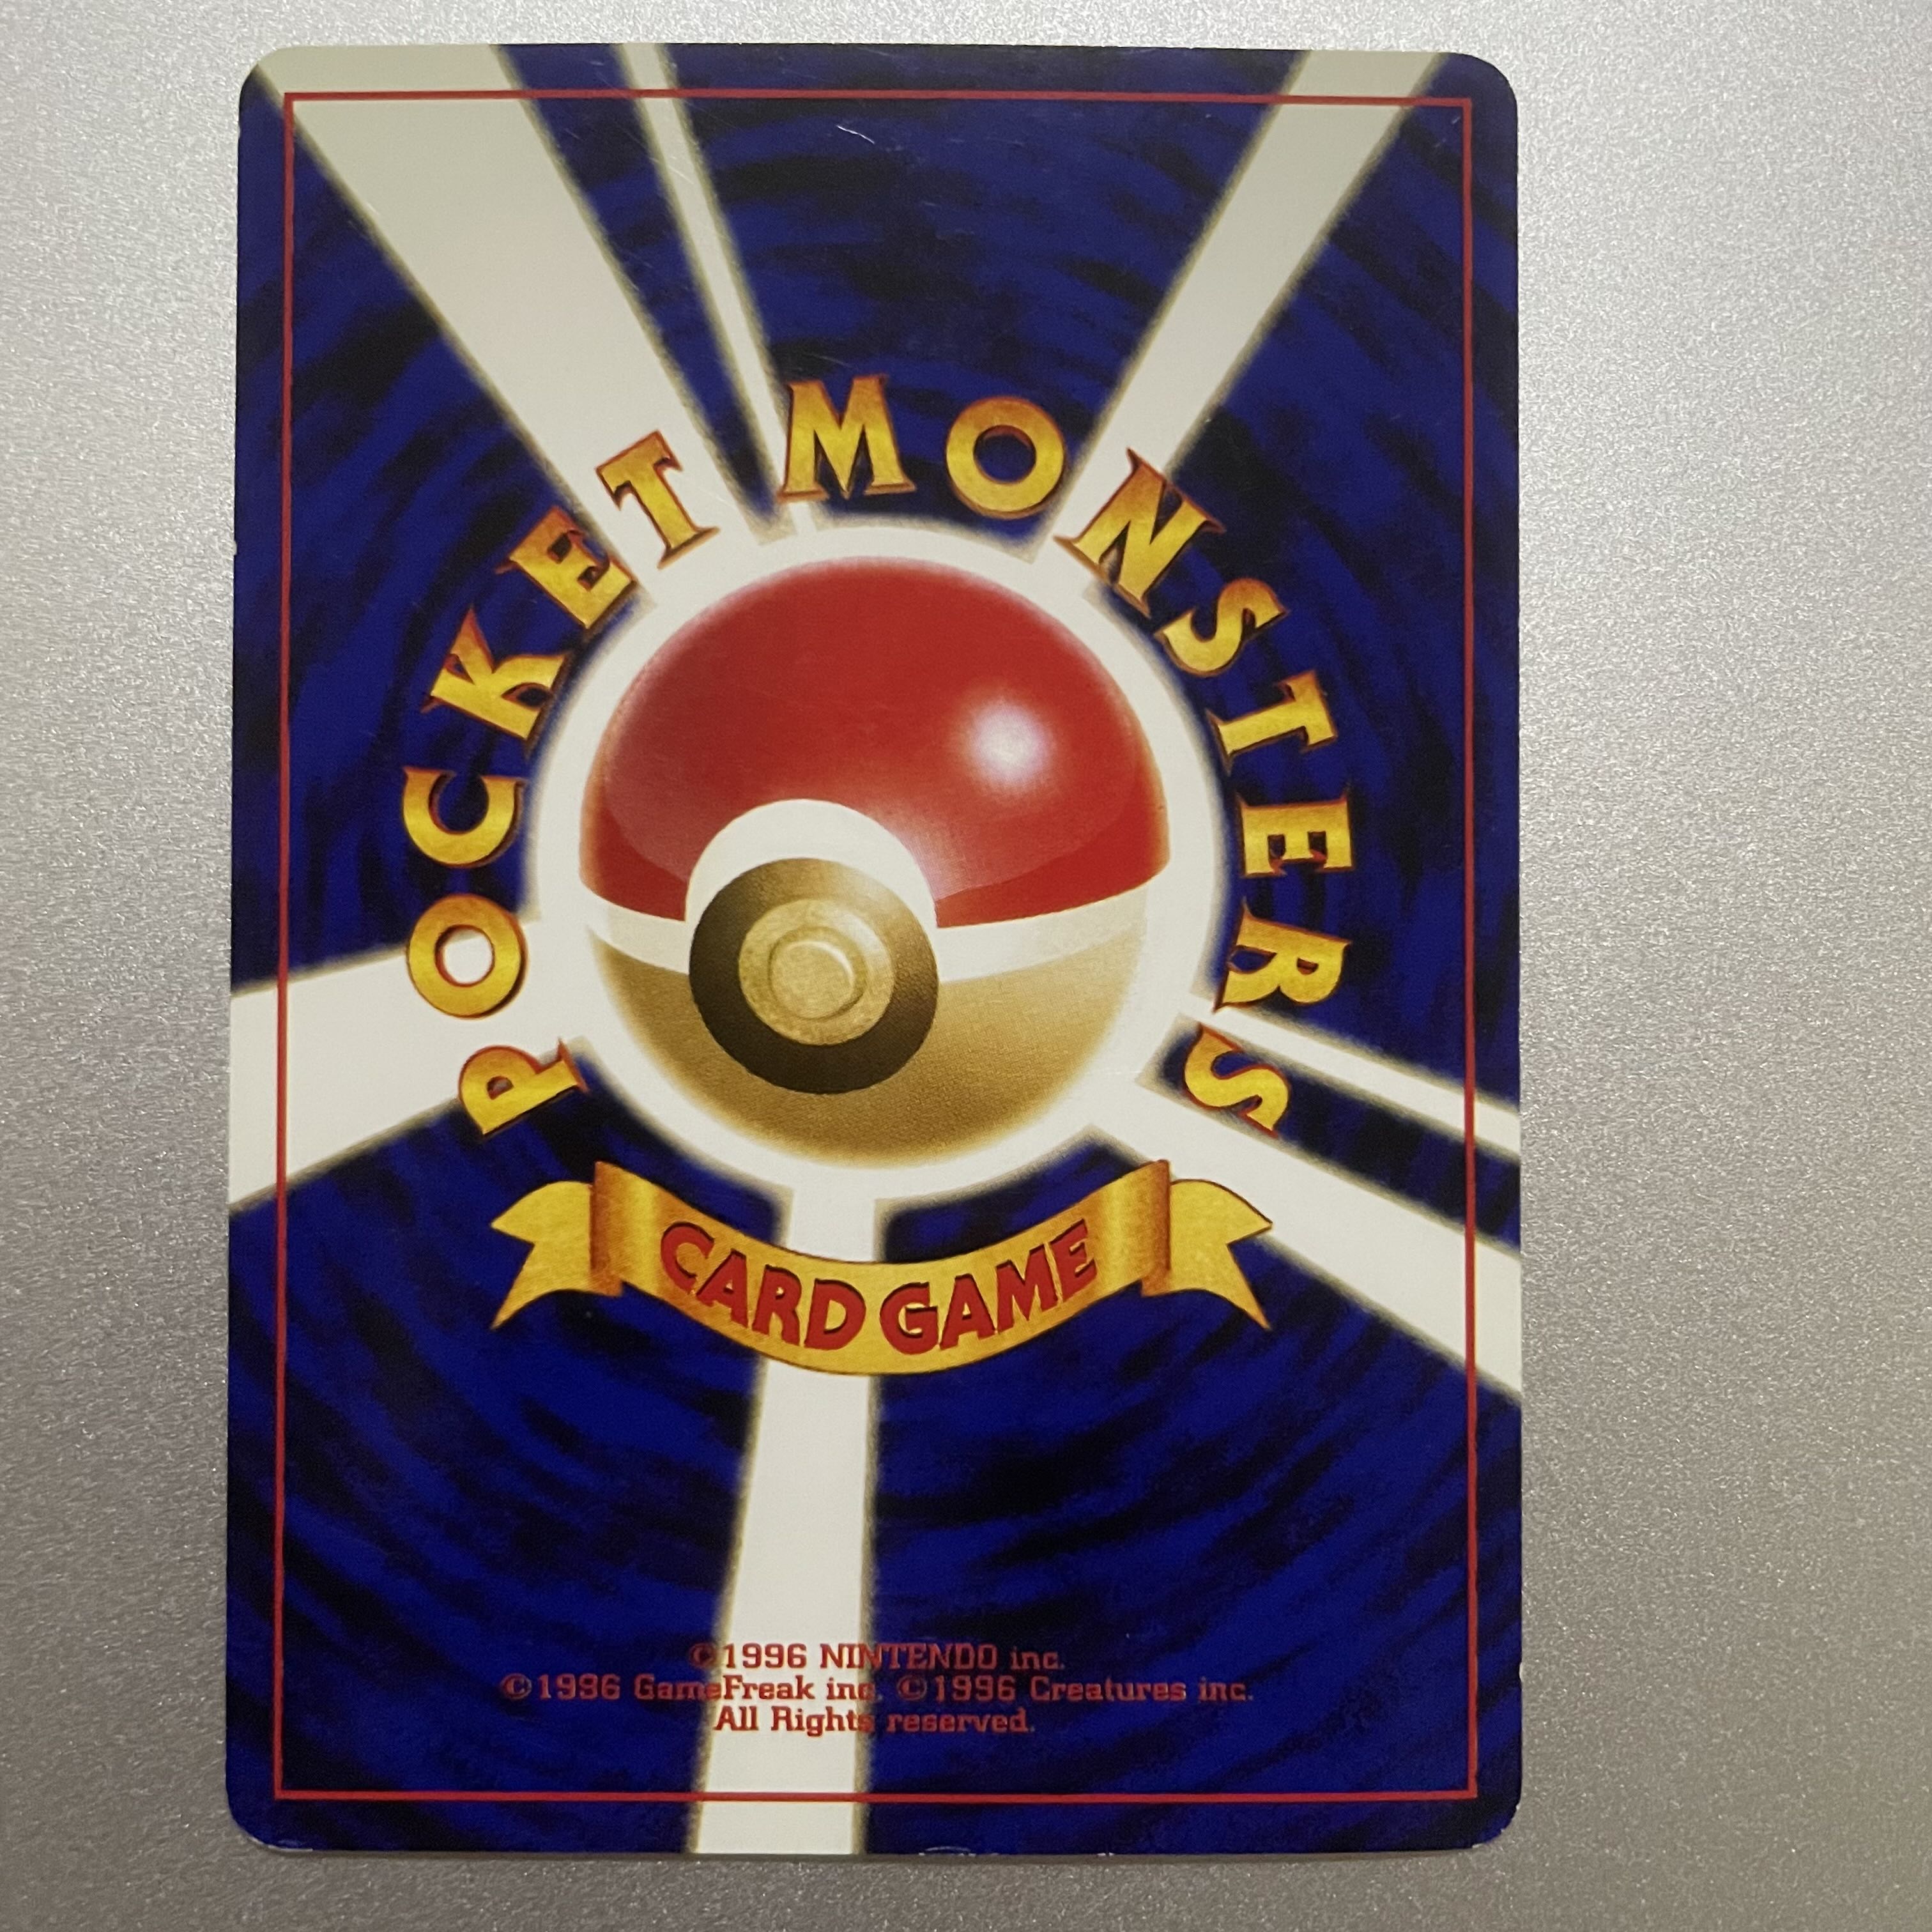 POCKET MONSTERS
CARD GAME
©1996 NINTENDO inc.
©1996 GameFreak inc. ©1996 Creatures inc.
All Rights reserved.